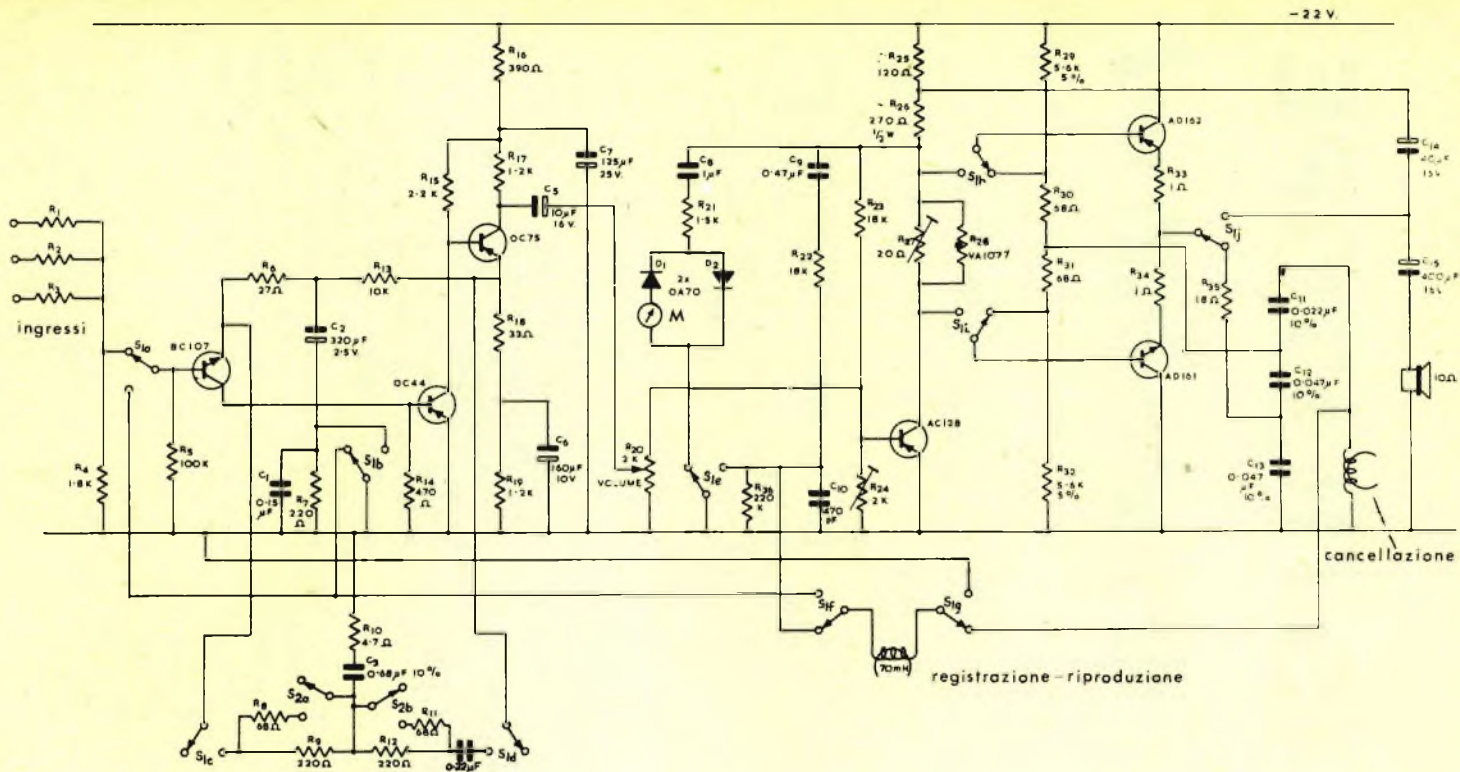 -22 V.
R16
390Ω
R17
1·2K
C7
125µF
25V.
R15
2·2 K
C5
10µF
16 V.
OC75
R1
R2
R3
ingressi
R6
27Ω
R13
10K
C2
320µF
2·5V.
R18
33Ω
S1a
BC107
OC44
R4
1·8K
R5
100K
C1
0·15
µF
R7
220
Ω
S1b
R14
470
Ω
R19
1·2K
C6
160µF
10V
C8
1µF
R21
1·5K
D1
D2
2x
OA70
M
C9
0·47µF
R22
18K
R23
18K
R20
2 K
VOLUME
S1e
R36
220
K
C10
470
pF
R24
2K
AC128
R25
120Ω
R26
270Ω
½W
S1h
R27
20Ω
R28
VA1077
S1i
R29
5·6K
5%
R30
68Ω
R31
68Ω
R32
5·6K
5%
AD162
R33
1Ω
R34
1Ω
AD161
S1j
R35
18Ω
C11
0·022µF
10%
C12
0·047µF
10%
C13
0·047
µF
10%
C14
16V
C15
400µF
16V
10Ω
cancellazione
R10
4·7Ω
C3
0·68µF 10%
S2a
S2b
R8
68Ω
R11
68Ω
S1c
R9
220Ω
R12
220Ω
0·22µF
S1d
S1f
S1g
(70mH)
registrazione-riproduzione